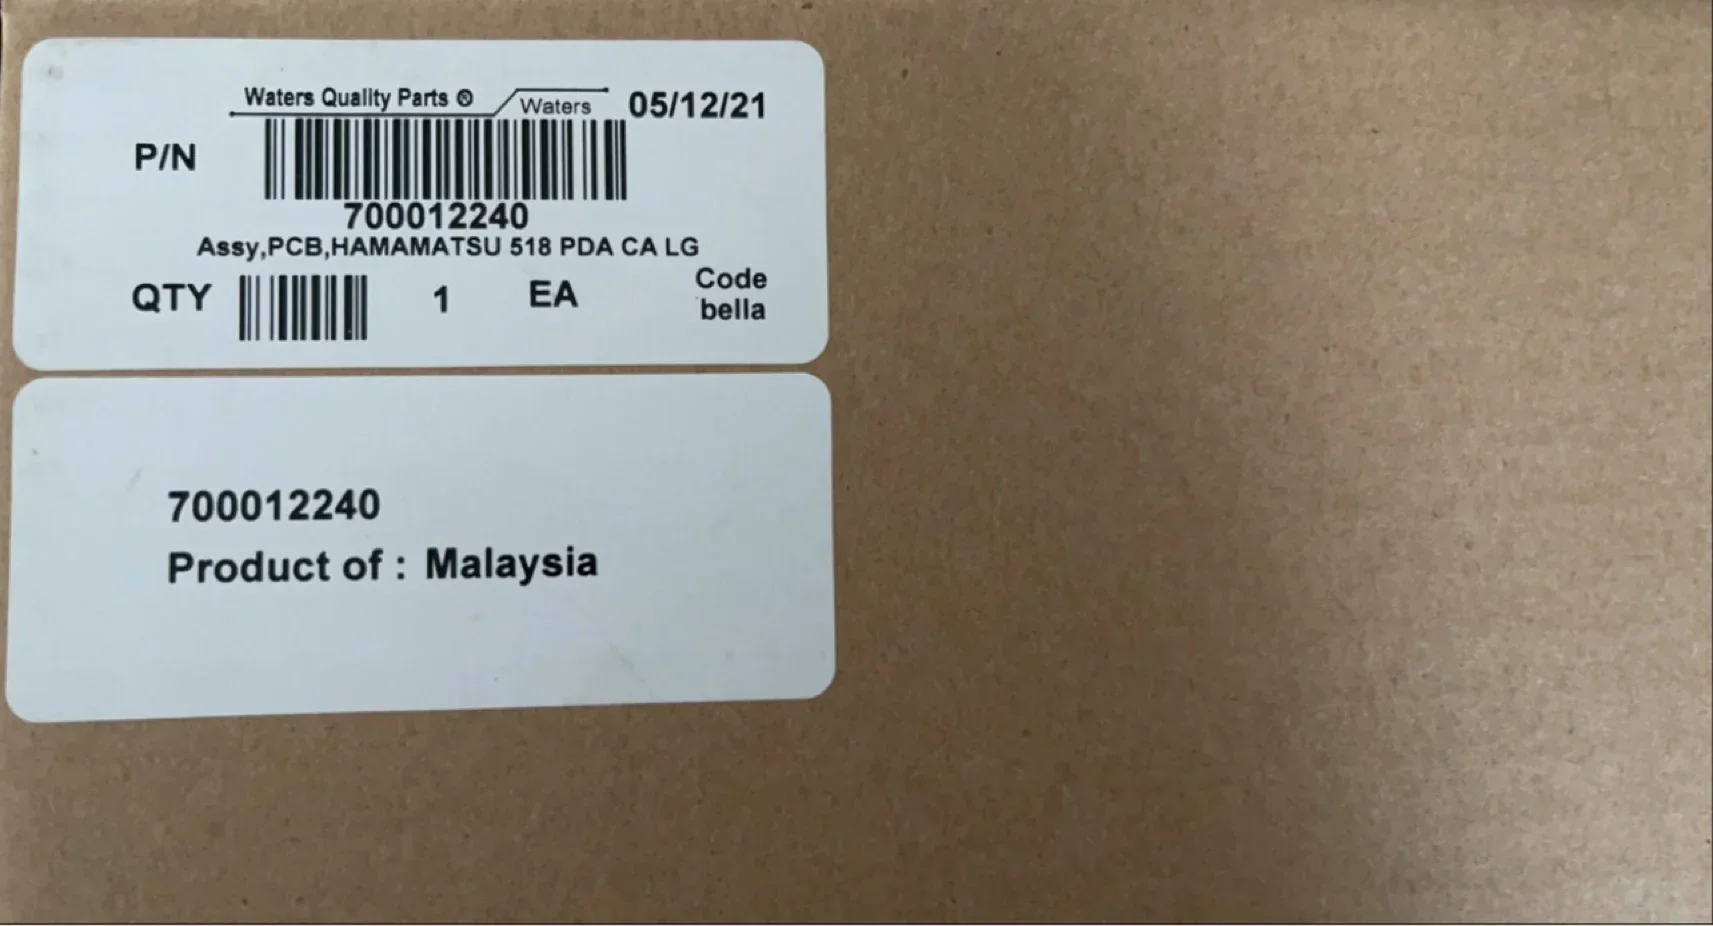 Waters Quality Parts ® Waters 05/12/21
P/N
700012240
Assy,PCB,HAMAMATSU 518 PDA CA LG
QTY 1 EA Code
bella
700012240
Product of : Malaysia